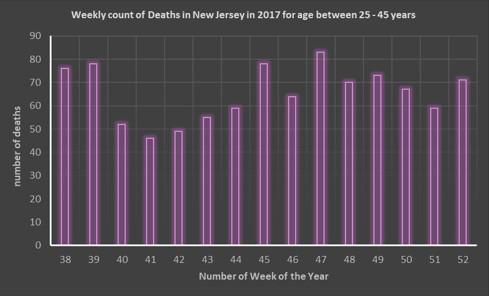 Weekly count of Deaths in New Jersey in 2017 for age between 25 - 45 years
90
80
70
60
50
40
30
20
10
0
number of deaths
38 39 40 41 42 43 44 45 46 47 48 49 50 51 52
Number of Week of the Year